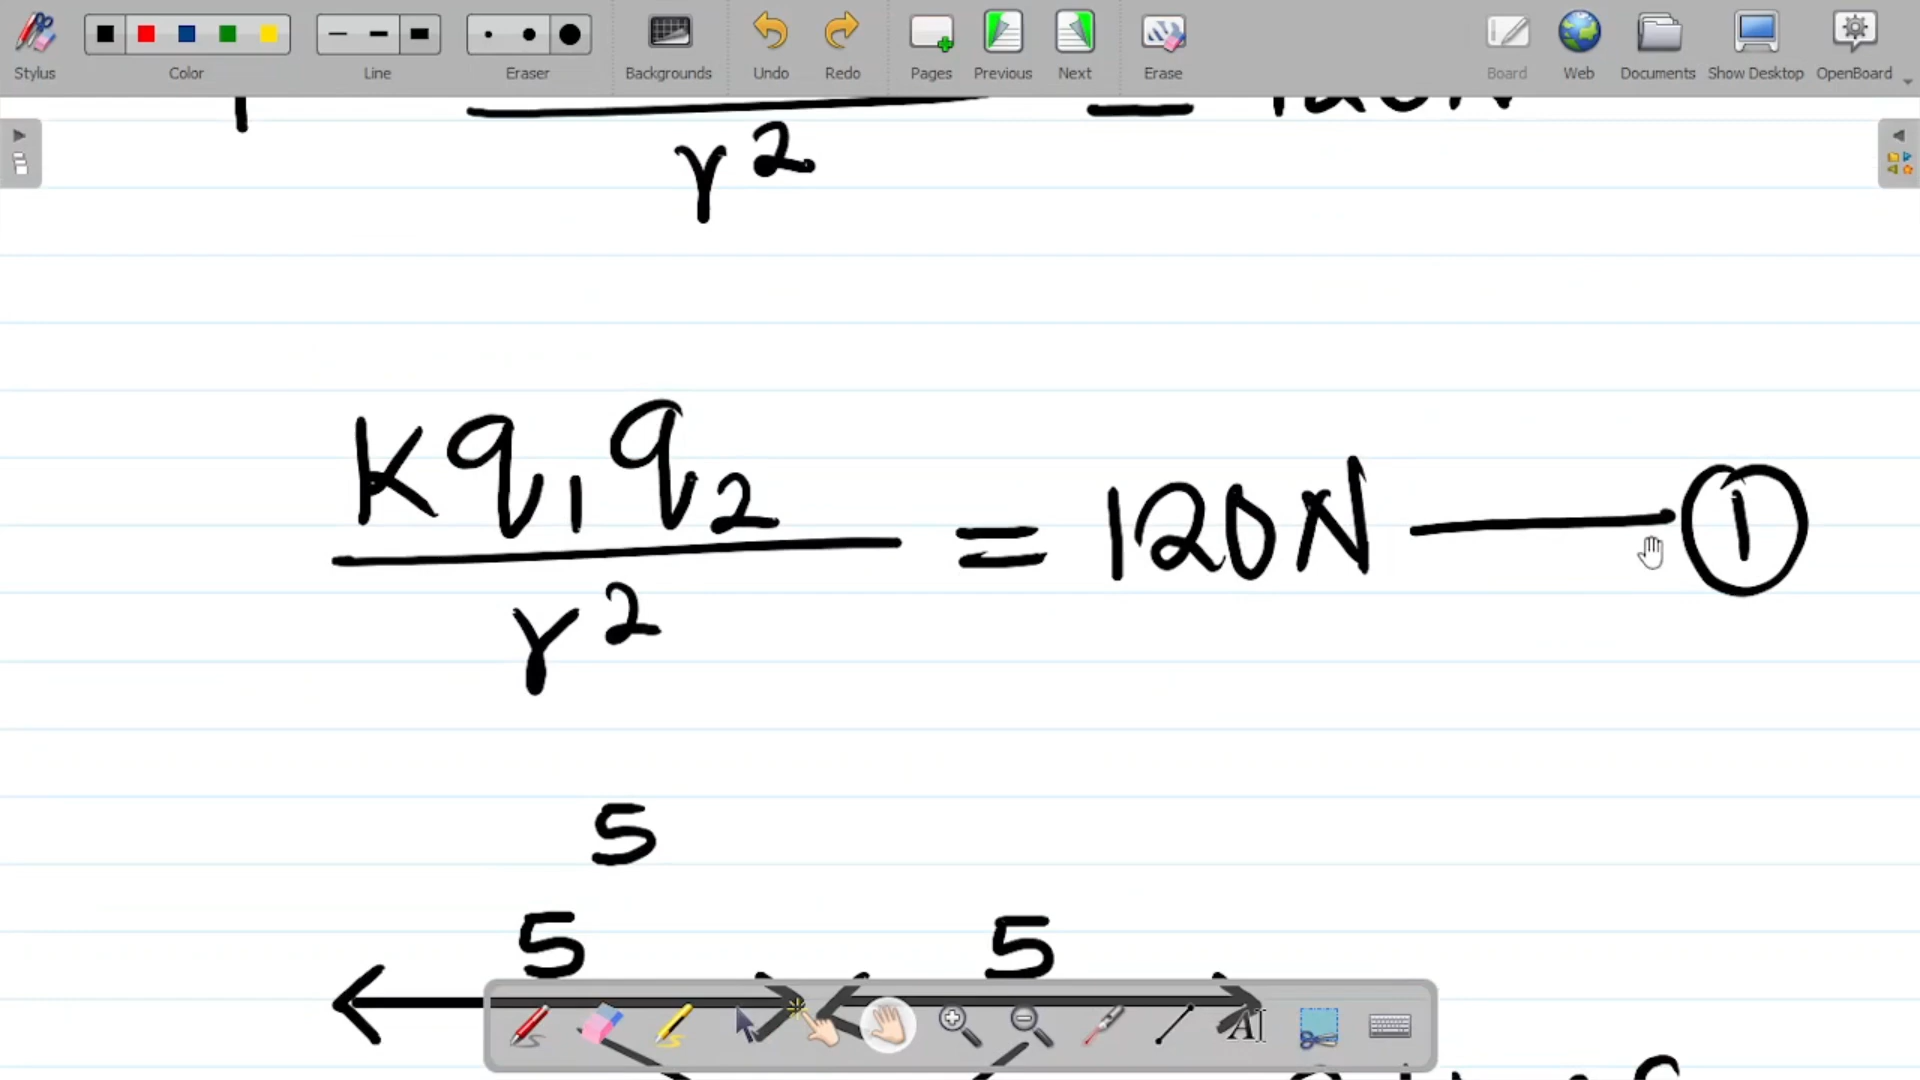 Stylus Color Line Eraser Backgrounds Undo Redo Pages Previous Next Erase Board Web Documents Show Desktop OpenBoard
r²
Kq₁q₂ = 120N ①
r²
5
5 5
AI